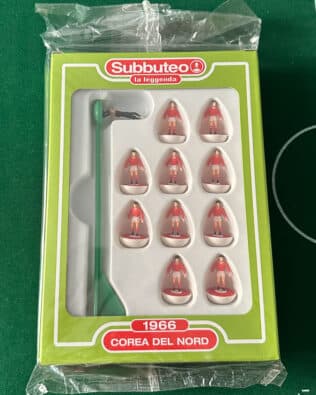 Subbuteo
la leggenda
1966
COREA DEL NORD